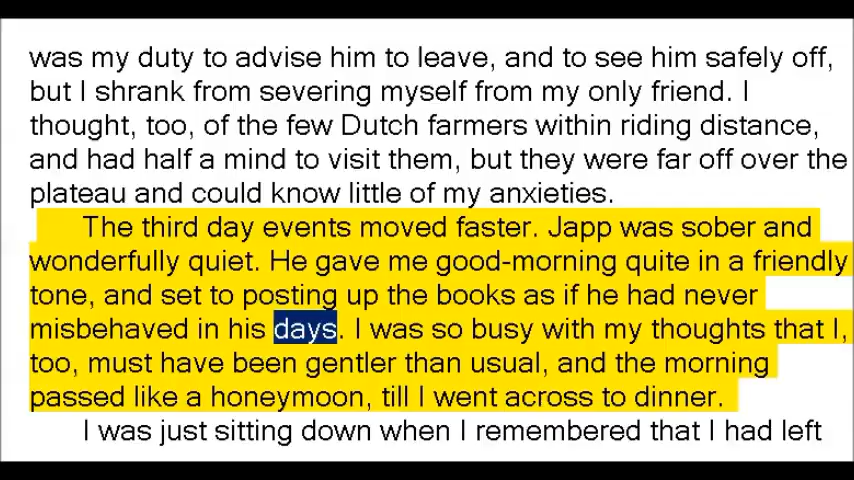 was my duty to advise him to leave, and to see him safely off,
but I shrank from severing myself from my only friend. I
thought, too, of the few Dutch farmers within riding distance,
and had half a mind to visit them, but they were far off over the
plateau and could know little of my anxieties.
The third day events moved faster. Japp was sober and
wonderfully quiet. He gave me good-morning quite in a friendly
tone, and set to posting up the books as if he had never
misbehaved in his days. I was so busy with my thoughts that I,
too, must have been gentler than usual, and the morning
passed like a honeymoon, till I went across to dinner.
I was just sitting down when I remembered that I had left